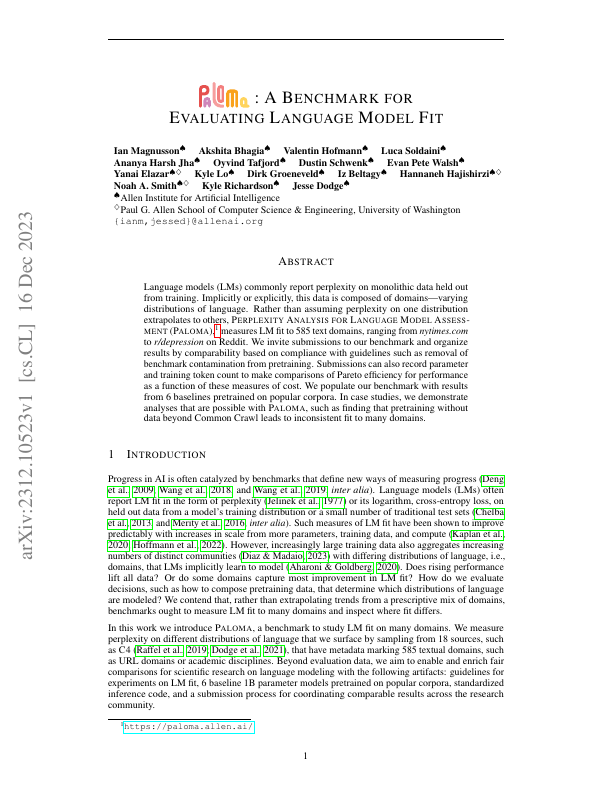 PALOMA : A BENCHMARK FOR
EVALUATING LANGUAGE MODEL FIT
Ian Magnusson♠ Akshita Bhagia♠ Valentin Hofmann♠ Luca Soldaini♠
Ananya Harsh Jha♠ Oyvind Tafjord♠ Dustin Schwenk♠ Evan Pete Walsh♠
Yanai Elazar♠♢ Kyle Lo♠ Dirk Groeneveld♠ Iz Beltagy♠ Hannaneh Hajishirzi♠♢
Noah A. Smith♠♢ Kyle Richardson♠ Jesse Dodge♠
♠Allen Institute for Artificial Intelligence
♢Paul G. Allen School of Computer Science & Engineering, University of Washington
{ianm,jessed}@allenai.org
ABSTRACT
Language models (LMs) commonly report perplexity on monolithic data held out
from training. Implicitly or explicitly, this data is composed of domains—varying
distributions of language. Rather than assuming perplexity on one distribution
extrapolates to others, PERPLEXITY ANALYSIS FOR LANGUAGE MODEL ASSESS-
MENT (PALOMA),1 measures LM fit to 585 text domains, ranging from nytimes.com
to r/depression on Reddit. We invite submissions to our benchmark and organize
results by comparability based on compliance with guidelines such as removal of
benchmark contamination from pretraining. Submissions can also record parameter
and training token count to make comparisons of Pareto efficiency for performance
as a function of these measures of cost. We populate our benchmark with results
from 6 baselines pretrained on popular corpora. In case studies, we demonstrate
analyses that are possible with PALOMA, such as finding that pretraining without
data beyond Common Crawl leads to inconsistent fit to many domains.
1 INTRODUCTION
Progress in AI is often catalyzed by benchmarks that define new ways of measuring progress (Deng
et al., 2009, Wang et al., 2018, and Wang et al., 2019, inter alia). Language models (LMs) often
report LM fit in the form of perplexity (Jelinek et al., 1977) or its logarithm, cross-entropy loss, on
held out data from a model's training distribution or a small number of traditional test sets (Chelba
et al., 2013, and Merity et al., 2016, inter alia). Such measures of LM fit have been shown to improve
predictably with increases in scale from more parameters, training data, and compute (Kaplan et al.,
2020; Hoffmann et al., 2022). However, increasingly large training data also aggregates increasing
numbers of distinct communities (Diaz & Madaio, 2023) with differing distributions of language, i.e.,
domains, that LMs implicitly learn to model (Aharoni & Goldberg, 2020). Does rising performance
lift all data? Or do some domains capture most improvement in LM fit? How do we evaluate
decisions, such as how to compose pretraining data, that determine which distributions of language
are modeled? We contend that, rather than extrapolating trends from a prescriptive mix of domains,
benchmarks ought to measure LM fit to many domains and inspect where fit differs.
In this work we introduce PALOMA, a benchmark to study LM fit on many domains. We measure
perplexity on different distributions of language that we surface by sampling from 18 sources, such
as C4 (Raffel et al., 2019; Dodge et al., 2021), that have metadata marking 585 textual domains, such
as URL domains or academic disciplines. Beyond evaluation data, we aim to enable and enrich fair
comparisons for scientific research on language modeling with the following artifacts: guidelines for
experiments on LM fit, 6 baseline 1B parameter models pretrained on popular corpora, standardized
inference code, and a submission process for coordinating comparable results across the research
community.
1https://paloma.allen.ai/
1
arXiv:2312.10523v1 [cs.CL] 16 Dec 2023